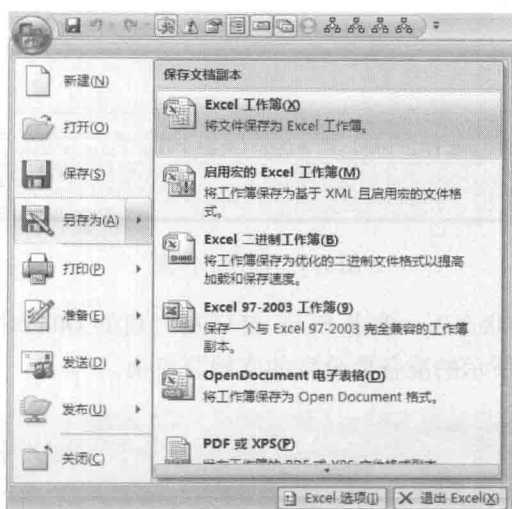 新建(N)
打开(O)
保存(S)
另存为(A)
打印(P)
准备(E)
发送(D)
发布(U)
关闭(C)
保存文档副本
Excel 工作簿(X)
将文件保存为 Excel 工作簿。
启用宏的 Excel 工作簿(M)
将工作簿保存为基于 XML 且启用宏的文件格
式。
Excel 二进制工作簿(B)
将工作簿保存为优化的二进制文件格式以提高
加载和保存速度。
Excel 97-2003 工作簿(9)
保存一个与 Excel 97-2003 完全兼容的工作簿
副本。
OpenDocument 电子表格(D)
将工作簿保存为 Open Document 格式。
PDF 或 XPS(P)
Excel 选项(I)
退出 Excel(X)